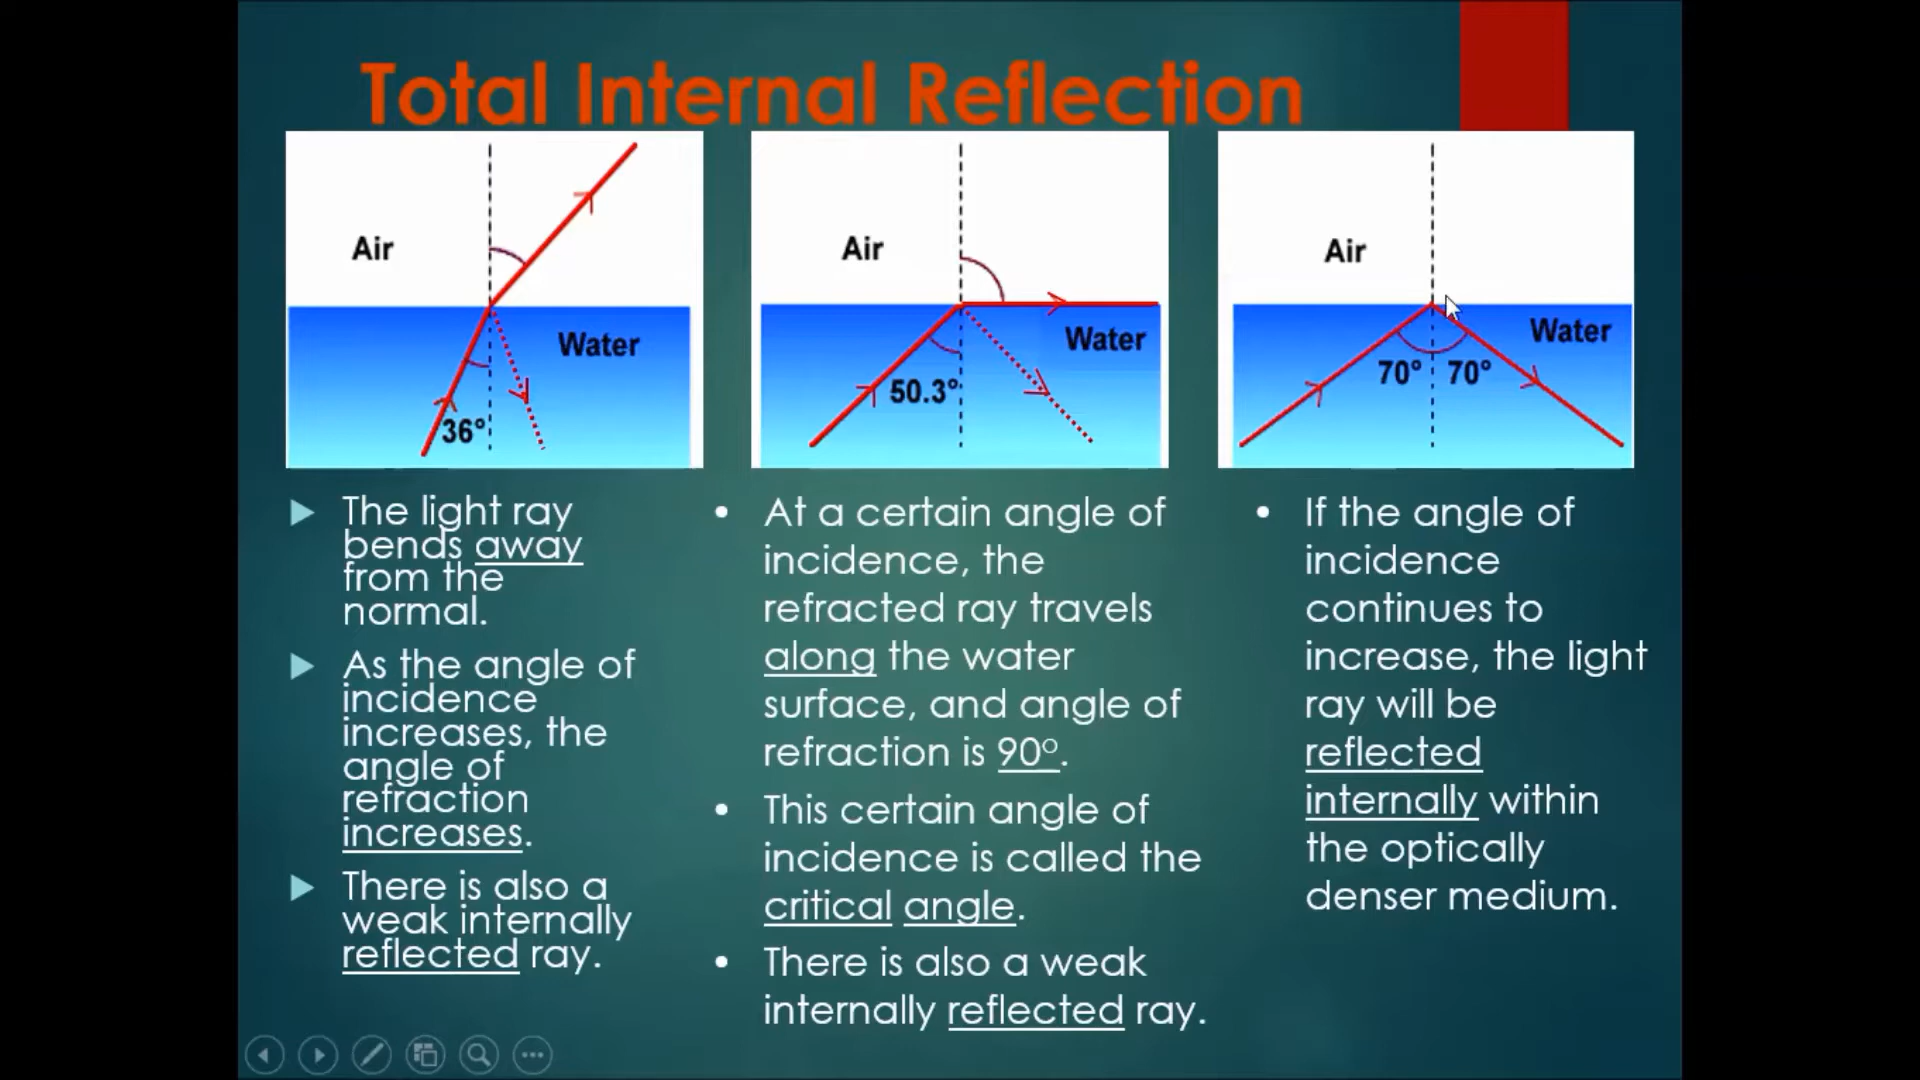 Total Internal Reflection
Air
Water
36°
Air
Water
50.3°
Air
Water
70° 70°
The light ray
bends away
from the
normal.
As the angle of
incidence
increases, the
angle of
refraction
increases.
There is also a
weak internally
reflected ray.
At a certain angle of
incidence, the
refracted ray travels
along the water
surface, and angle of
refraction is 90°.
This certain angle of
incidence is called the
critical angle.
There is also a weak
internally reflected ray.
If the angle of
incidence
continues to
increase, the light
ray will be
reflected
internally within
the optically
denser medium.